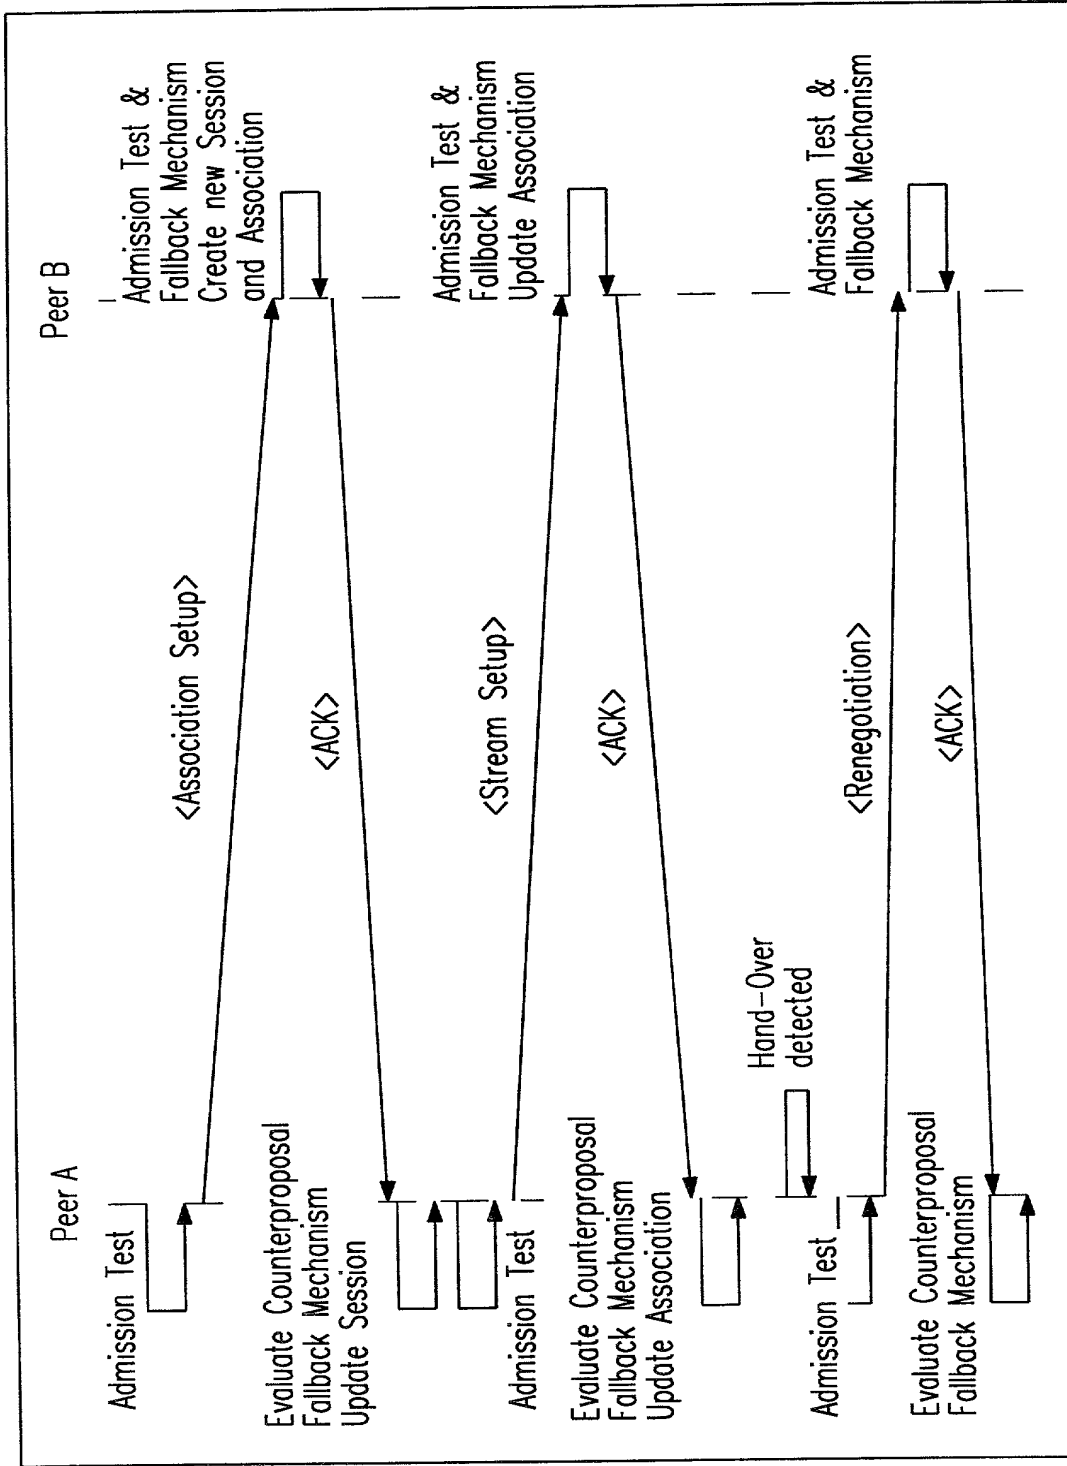 Peer A
Peer B
Admission Test
<Association Setup>
Admission Test &
Fallback Mechanism
Create new Session
and Association
<ACK>
Evaluate Counterproposal
Fallback Mechanism
Update Session
Admission Test
<Stream Setup>
Admission Test &
Fallback Mechanism
Update Association
<ACK>
Evaluate Counterproposal
Fallback Mechanism
Update Association
Hand-Over
detected
Admission Test
<Renegotiation>
Admission Test &
Fallback Mechanism
<ACK>
Evaluate Counterproposal
Fallback Mechanism